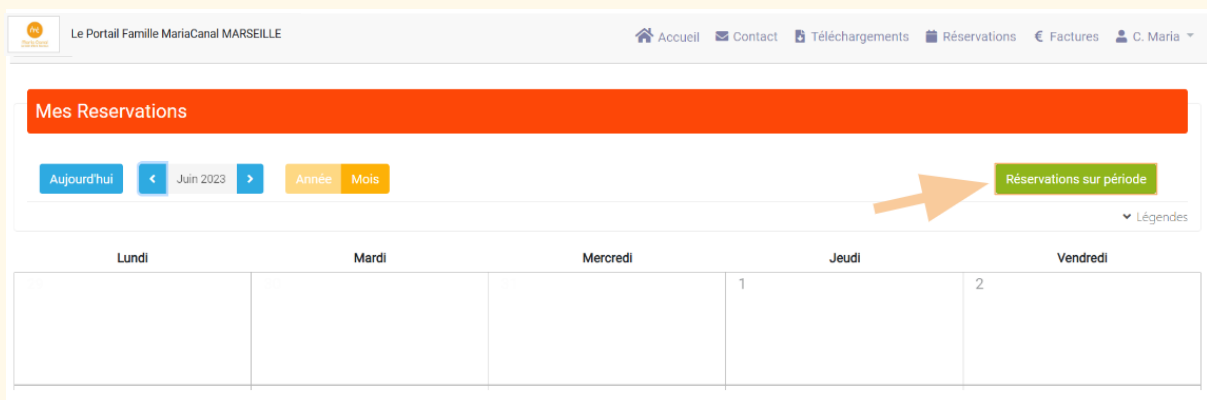 Le Portail Famille MariaCanal MARSEILLE
Accueil Contact Téléchargements Réservations € Factures C. Maria
Mes Reservations
Aujourd'hui < Juin 2023 > Année Mois Réservations sur période
Légendes
Lundi Mardi Mercredi Jeudi Vendredi
1 2